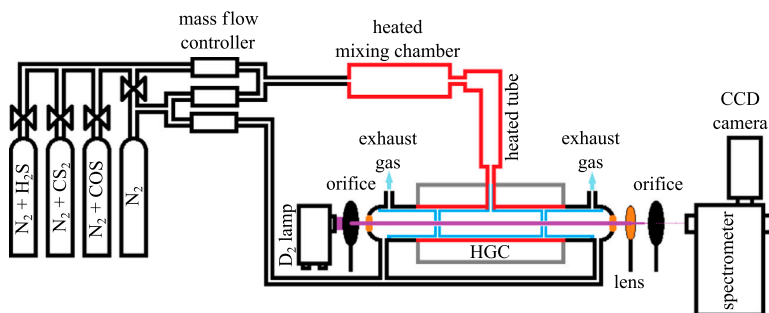 mass flow
controller
heated
mixing chamber
heated tube
CCD
camera
N₂ + H₂S
N₂ + CS₂
N₂ + COS
N₂
exhaust
gas
exhaust
gas
orifice
orifice
D₂ lamp
HGC
lens
spectrometer